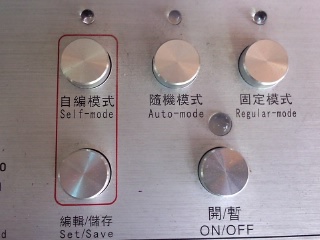 自編模式 隨機模式 固定模式
Self-mode Auto-mode Regular-mode
編輯/儲存 開/暫
Set/Save ON/OFF